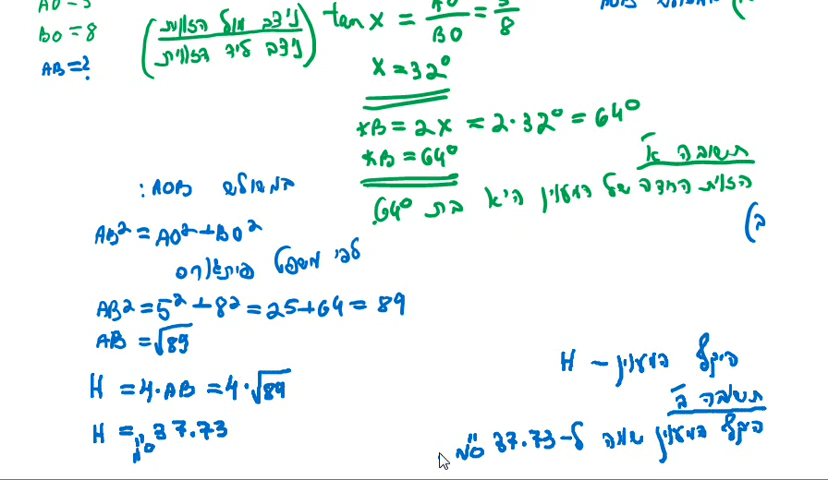 AO=5
BO=8
AB=?
(ניצב מול הזווית / ניצב ליד הזווית) tan x = AO/BO = 5/8
x=32°
∢B = 2x = 2·32° = 64°
∢B=64°
תשובה א'
הזוית החדה של המעוין היא בת 64°.
ב)
במשולש AOB:
AB²=AO²+BO²
לפי משפט פיתגורס
AB²=5²+8²=25+64=89
AB=√89
H – היקף המעוין
H = 4·AB = 4·√89
H = 37.73 ס"מ
תשובה ב'
היקף המעוין שווה ל-37.73 ס"מ